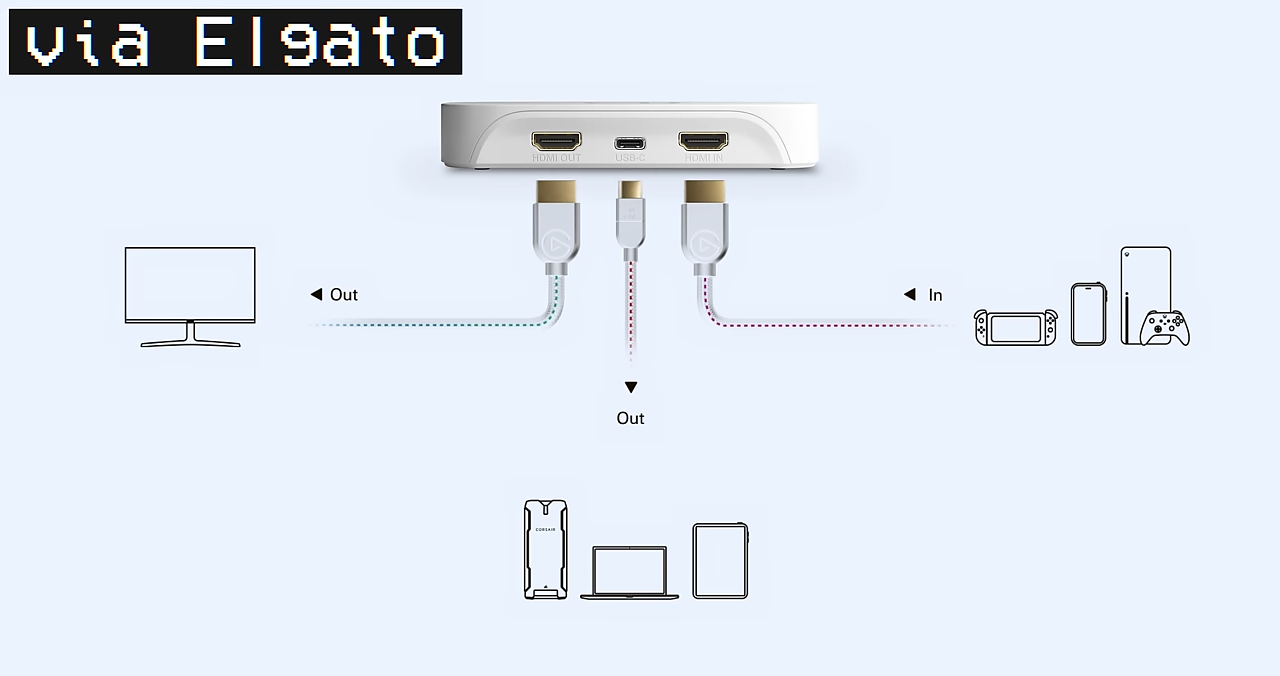 via Elgato
HDMI OUT
USB-C
HDMI IN
Out
In
Out
CORSAIR